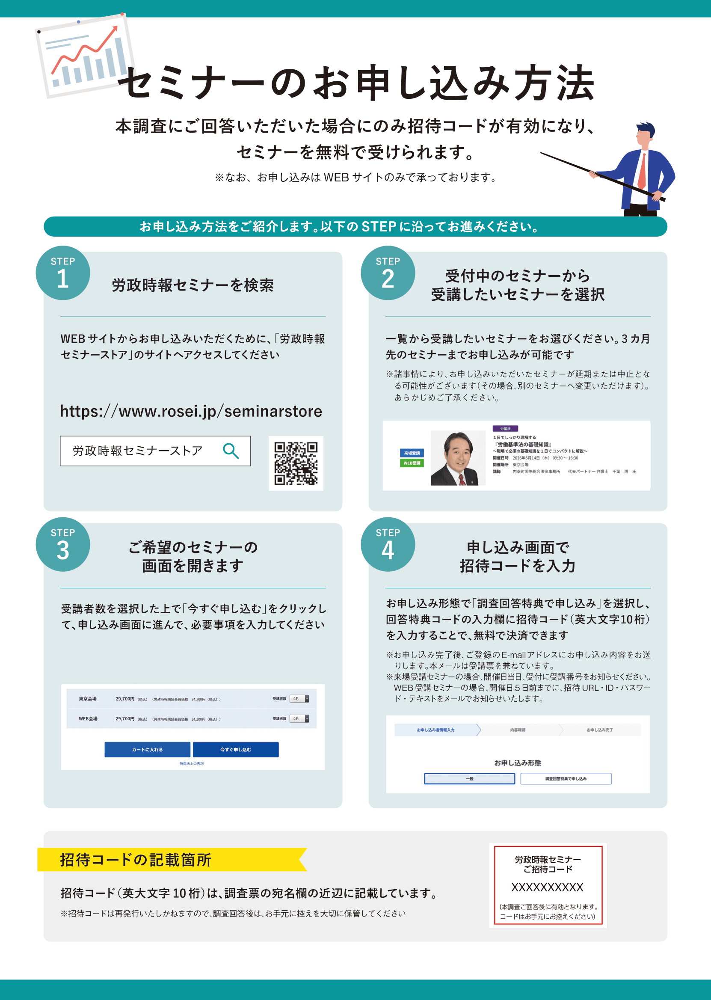 セミナーのお申し込み方法
本調査にご回答いただいた場合にのみ招待コードが有効になり、
セミナーを無料で受けられます。
※なお、お申し込みは WEB サイトのみで承っております。
お申し込み方法をご紹介します。以下の STEP に沿ってお進みください。
STEP
1
労政時報セミナーを検索
WEB サイトからお申し込みいただくために、「労政時報
セミナーストア」のサイトへアクセスしてください
https://www.rosei.jp/seminarstore
労政時報セミナーストア
STEP
2
受付中のセミナーから
受講したいセミナーを選択
一覧から受講したいセミナーをお選びください。3 カ月
先のセミナーまでお申し込みが可能です
※諸事情により、お申し込みいただいたセミナーが延期または中止とな
る可能性がございます（その場合、別のセミナーへ変更いただけます）。
あらかじめご了承ください。
来場受講
WEB受講
労基法
1日でしっかり理解する
『労働基準法の基礎知識』
～職場で必須の基礎知識を１日でコンパクトに解説～
開催日時 2026年5月14日（木） 09:30 ～ 16:30
開催場所 東京会場
講師 内幸町国際総合法律事務所 代表パートナー 弁護士 千葉 博 氏
STEP
3
ご希望のセミナーの
画面を開きます
受講者数を選択した上で「今すぐ申し込む」をクリックし
て、申し込み画面に進んで、必要事項を入力してください
東京会場 29,700円 （税込） （労政時報購読会員価格 24,200円（税込）） 受講者数 0名
WEB会場 29,700円 （税込） （労政時報購読会員価格 24,200円（税込）） 受講者数 0名
カートに入れる 今すぐ申し込む
特商法上の表記
STEP
4
申し込み画面で
招待コードを入力
お申し込み形態で「調査回答特典で申し込み」を選択し、
回答特典コードの入力欄に招待コード（英大文字10 桁）
を入力することで、無料で決済できます
※お申し込み完了後、ご登録のE-mailアドレスにお申し込み内容をお送
りします。本メールは受講票を兼ねています。
※来場受講セミナーの場合、開催日当日、受付に受講番号をお知らせください。
WEB 受講セミナーの場合、開催日 5 日前までに、招待 URL・ID・パスワー
ド・テキストをメールでお知らせいたします。
お申し込み者情報入力 内容確認 お申し込み完了
お申し込み形態
一般 調査回答特典で申し込み
招待コードの記載箇所
招待コード（英大文字 10 桁）は、調査票の宛名欄の近辺に記載しています。
※招待コードは再発行いたしかねますので、調査回答後は、お手元に控えを大切に保管してください
労政時報セミナー
ご招待コード
XXXXXXXXXX
（本調査ご回答後に有効となります。
コードはお手元にお控えください）